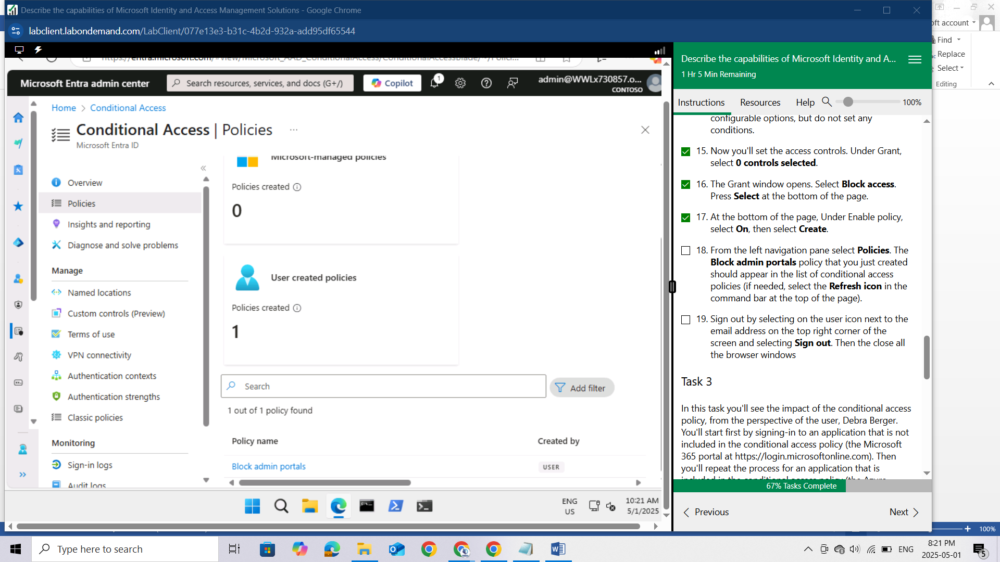 Describe the capabilities of Microsoft Identity and Access Management Solutions - Google Chrome
labclient.labondemand.com/LabClient/077e13e3-b31c-4b2d-932a-add95df65544
oft account
Find
Replace
Select
Editing
Microsoft Entra admin center
Search resources, services, and docs (G+/)
Copilot
1
admin@WWLx730857.o...
CONTOSO
Home > Conditional Access
Conditional Access | Policies
...
Microsoft Entra ID
Overview
Policies
Insights and reporting
Diagnose and solve problems
Manage
Named locations
Custom controls (Preview)
Terms of use
VPN connectivity
Authentication contexts
Authentication strengths
Classic policies
Monitoring
Sign-in logs
Audit logs
Microsoft-managed policies
Policies created
0
User created policies
Policies created
1
Search
Add filter
1 out of 1 policy found
Policy name
Created by
Block admin portals
USER
ENG
US
10:21 AM
5/1/2025
Describe the capabilities of Microsoft Identity and A...
1 Hr 5 Min Remaining
Instructions
Resources
Help
100%
configurable options, but do not set any
conditions.
15. Now you'll set the access controls. Under Grant,
select 0 controls selected.
16. The Grant window opens. Select Block access.
Press Select at the bottom of the page.
17. At the bottom of the page, Under Enable policy,
select On, then select Create.
18. From the left navigation pane select Policies. The
Block admin portals policy that you just created
should appear in the list of conditional access
policies (if needed, select the Refresh icon in the
command bar at the top of the page).
19. Sign out by selecting on the user icon next to the
email address on the top right corner of the
screen and selecting Sign out. Then the close all
the browser windows
Task 3
In this task you'll see the impact of the conditional access
policy, from the perspective of the user, Debra Berger.
You'll start first by signing-in to an application that is not
included in the conditional access policy (the Microsoft
365 portal at https://login.microsoftonline.com). Then
you'll repeat the process for an application that is
67% Tasks Complete
Previous
Next
100%
Type here to search
ENG
8:21 PM
2025-05-01
5